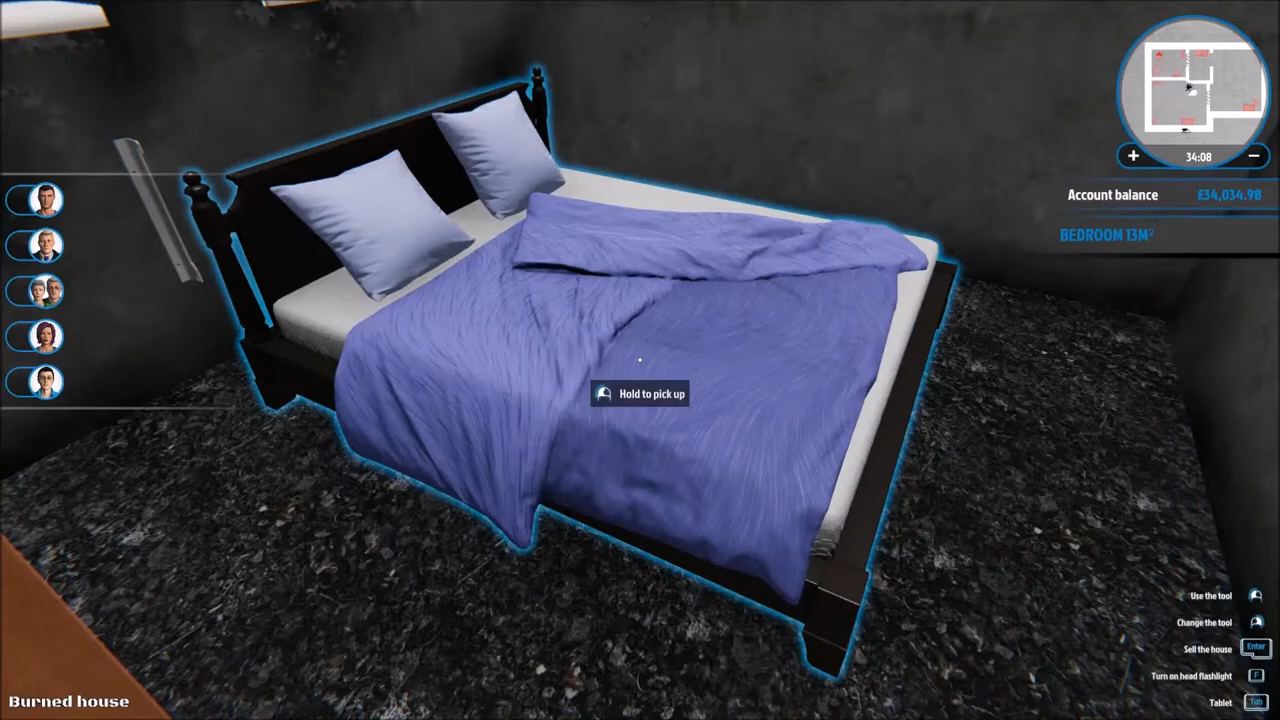 + 34:08 −
Account balance £34,034.98
BEDROOM 13M²
Hold to pick up
Use the tool
Change the tool
Sell the house Enter
Turn on head flashlight F
Tablet Tab
Burned house